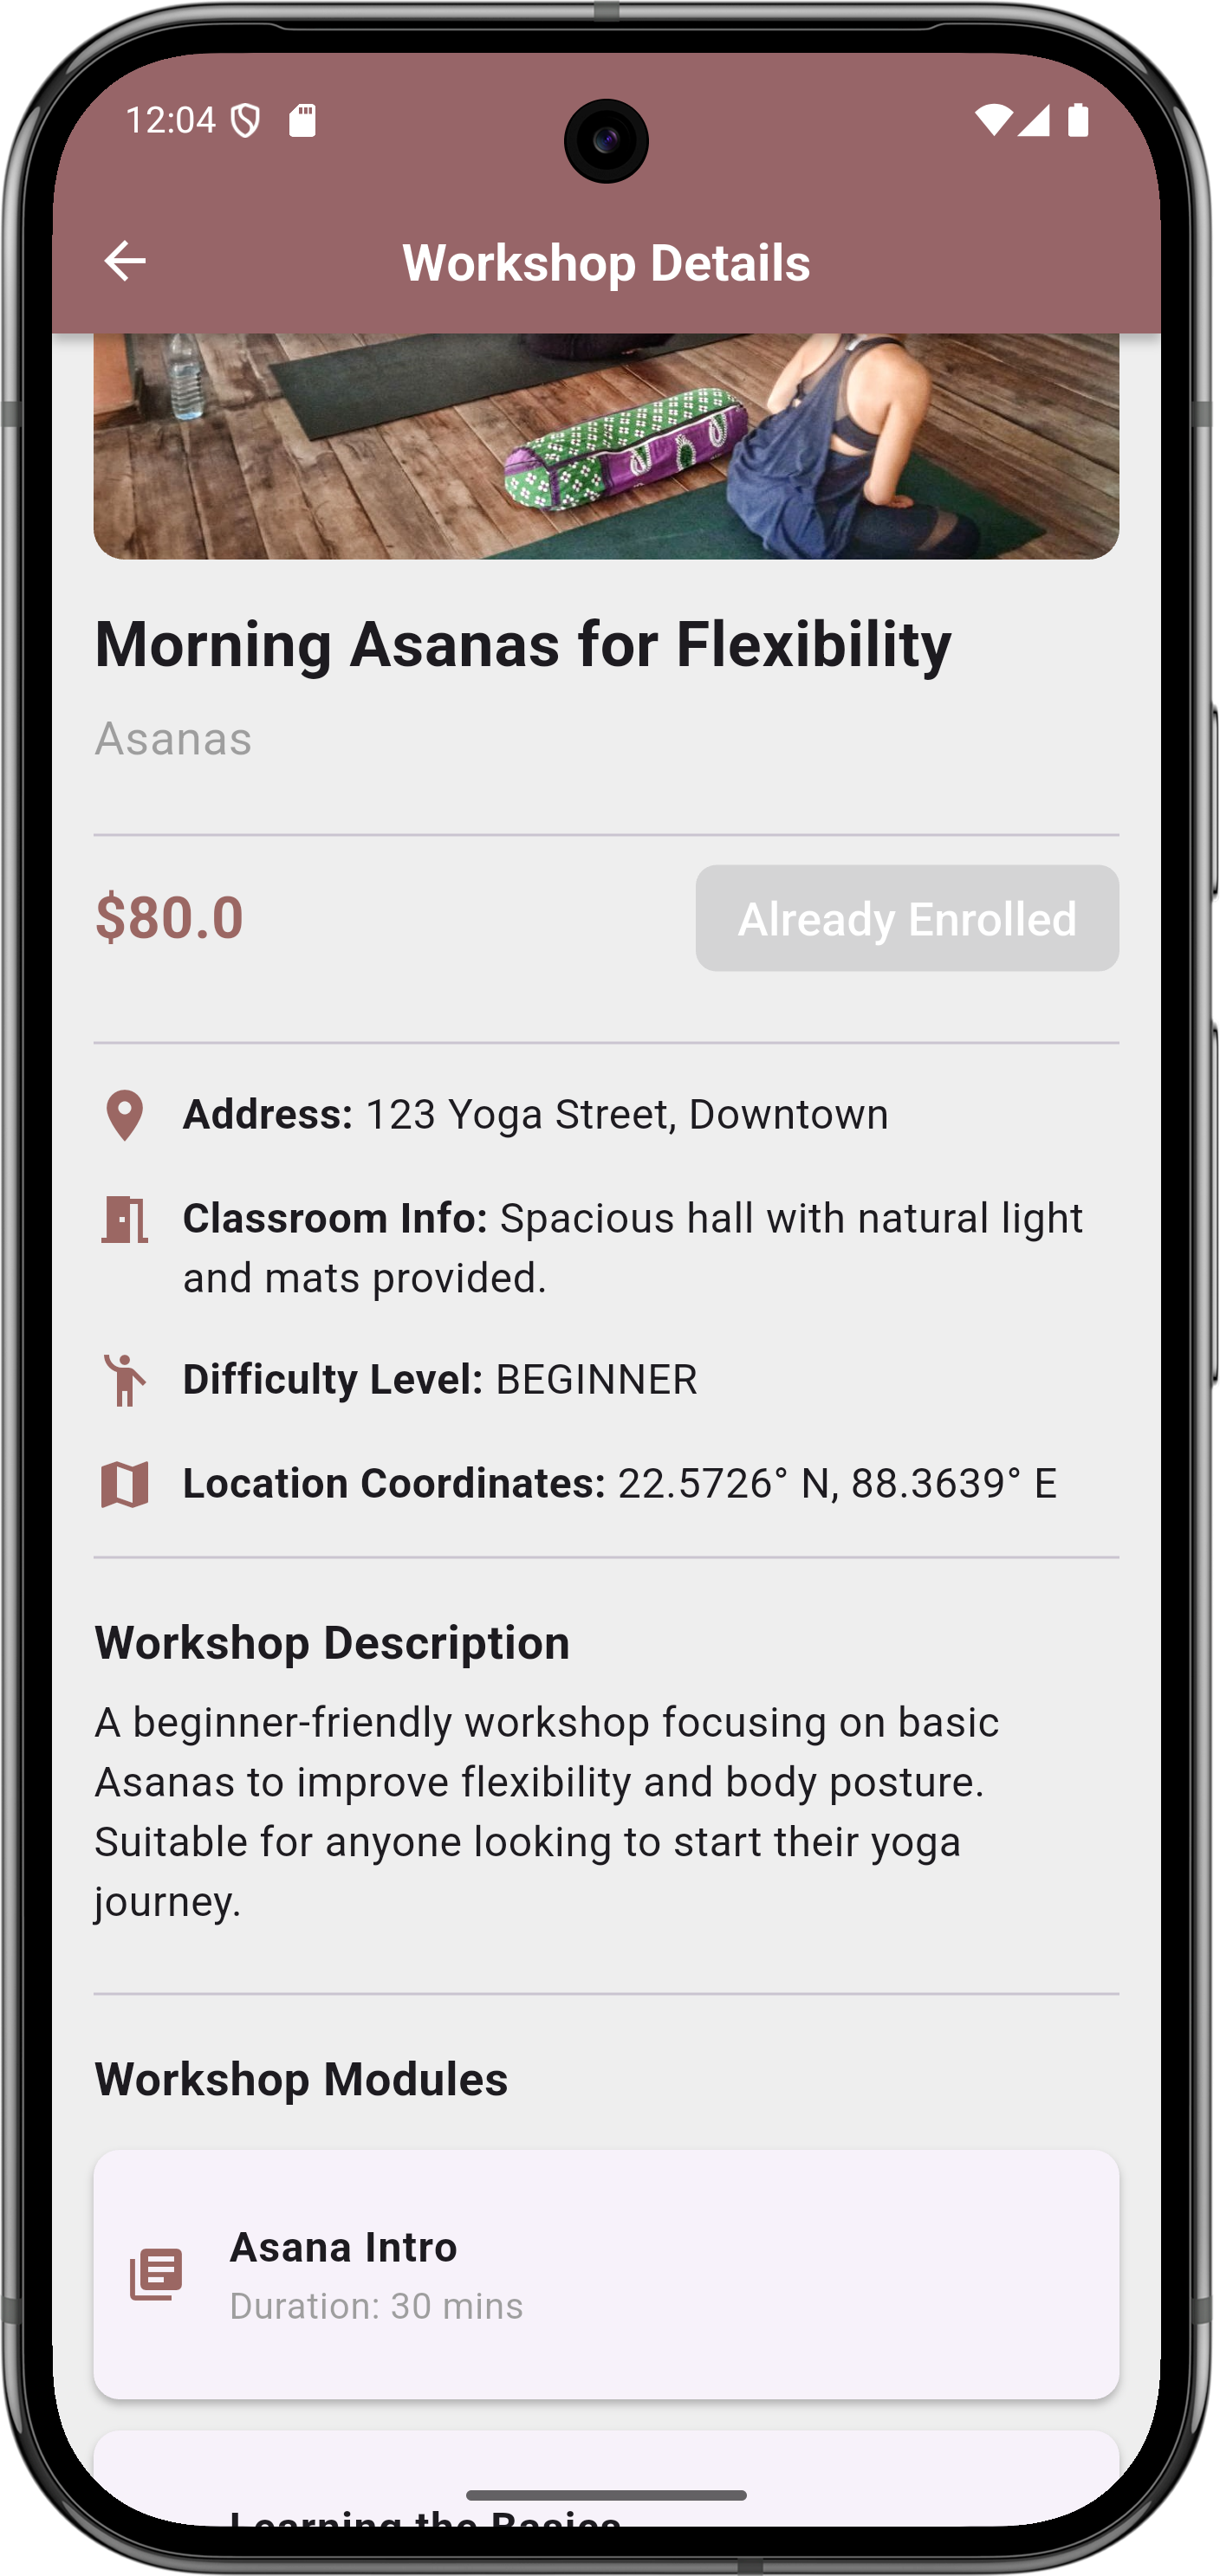 12:04
Workshop Details
Morning Asanas for Flexibility
Asanas
$80.0
Already Enrolled
Address: 123 Yoga Street, Downtown
Classroom Info: Spacious hall with natural light
and mats provided.
Difficulty Level: BEGINNER
Location Coordinates: 22.5726° N, 88.3639° E
Workshop Description
A beginner-friendly workshop focusing on basic
Asanas to improve flexibility and body posture.
Suitable for anyone looking to start their yoga
journey.
Workshop Modules
Asana Intro
Duration: 30 mins
Learning the Basics